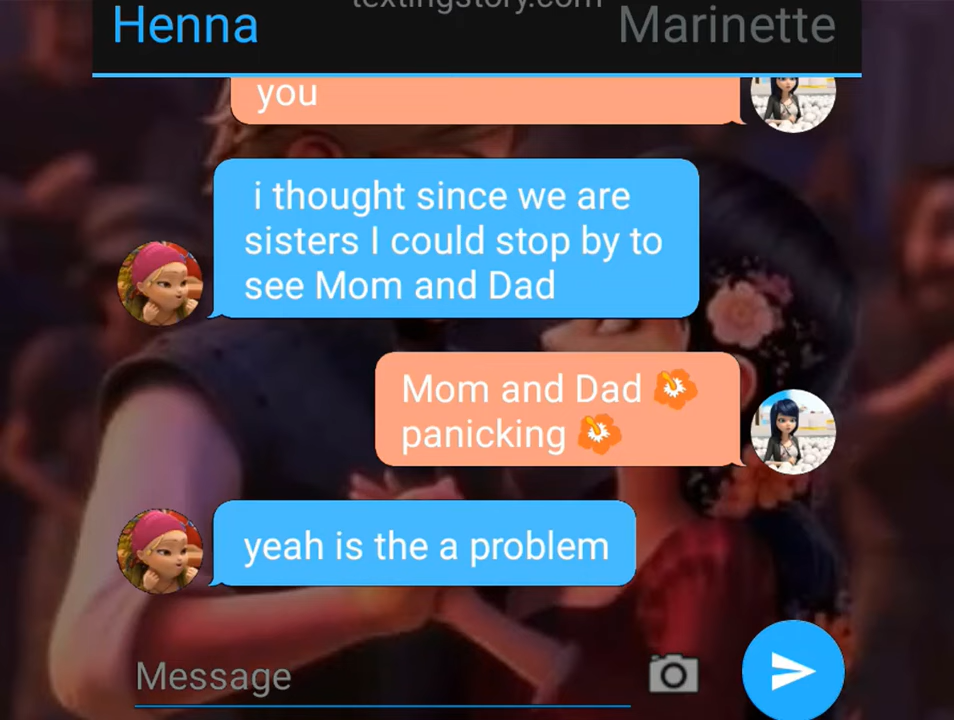 textingstory.com
Henna Marinette
you
i thought since we are
sisters I could stop by to
see Mom and Dad
Mom and Dad 🌺
panicking 🌺
yeah is the a problem
Message